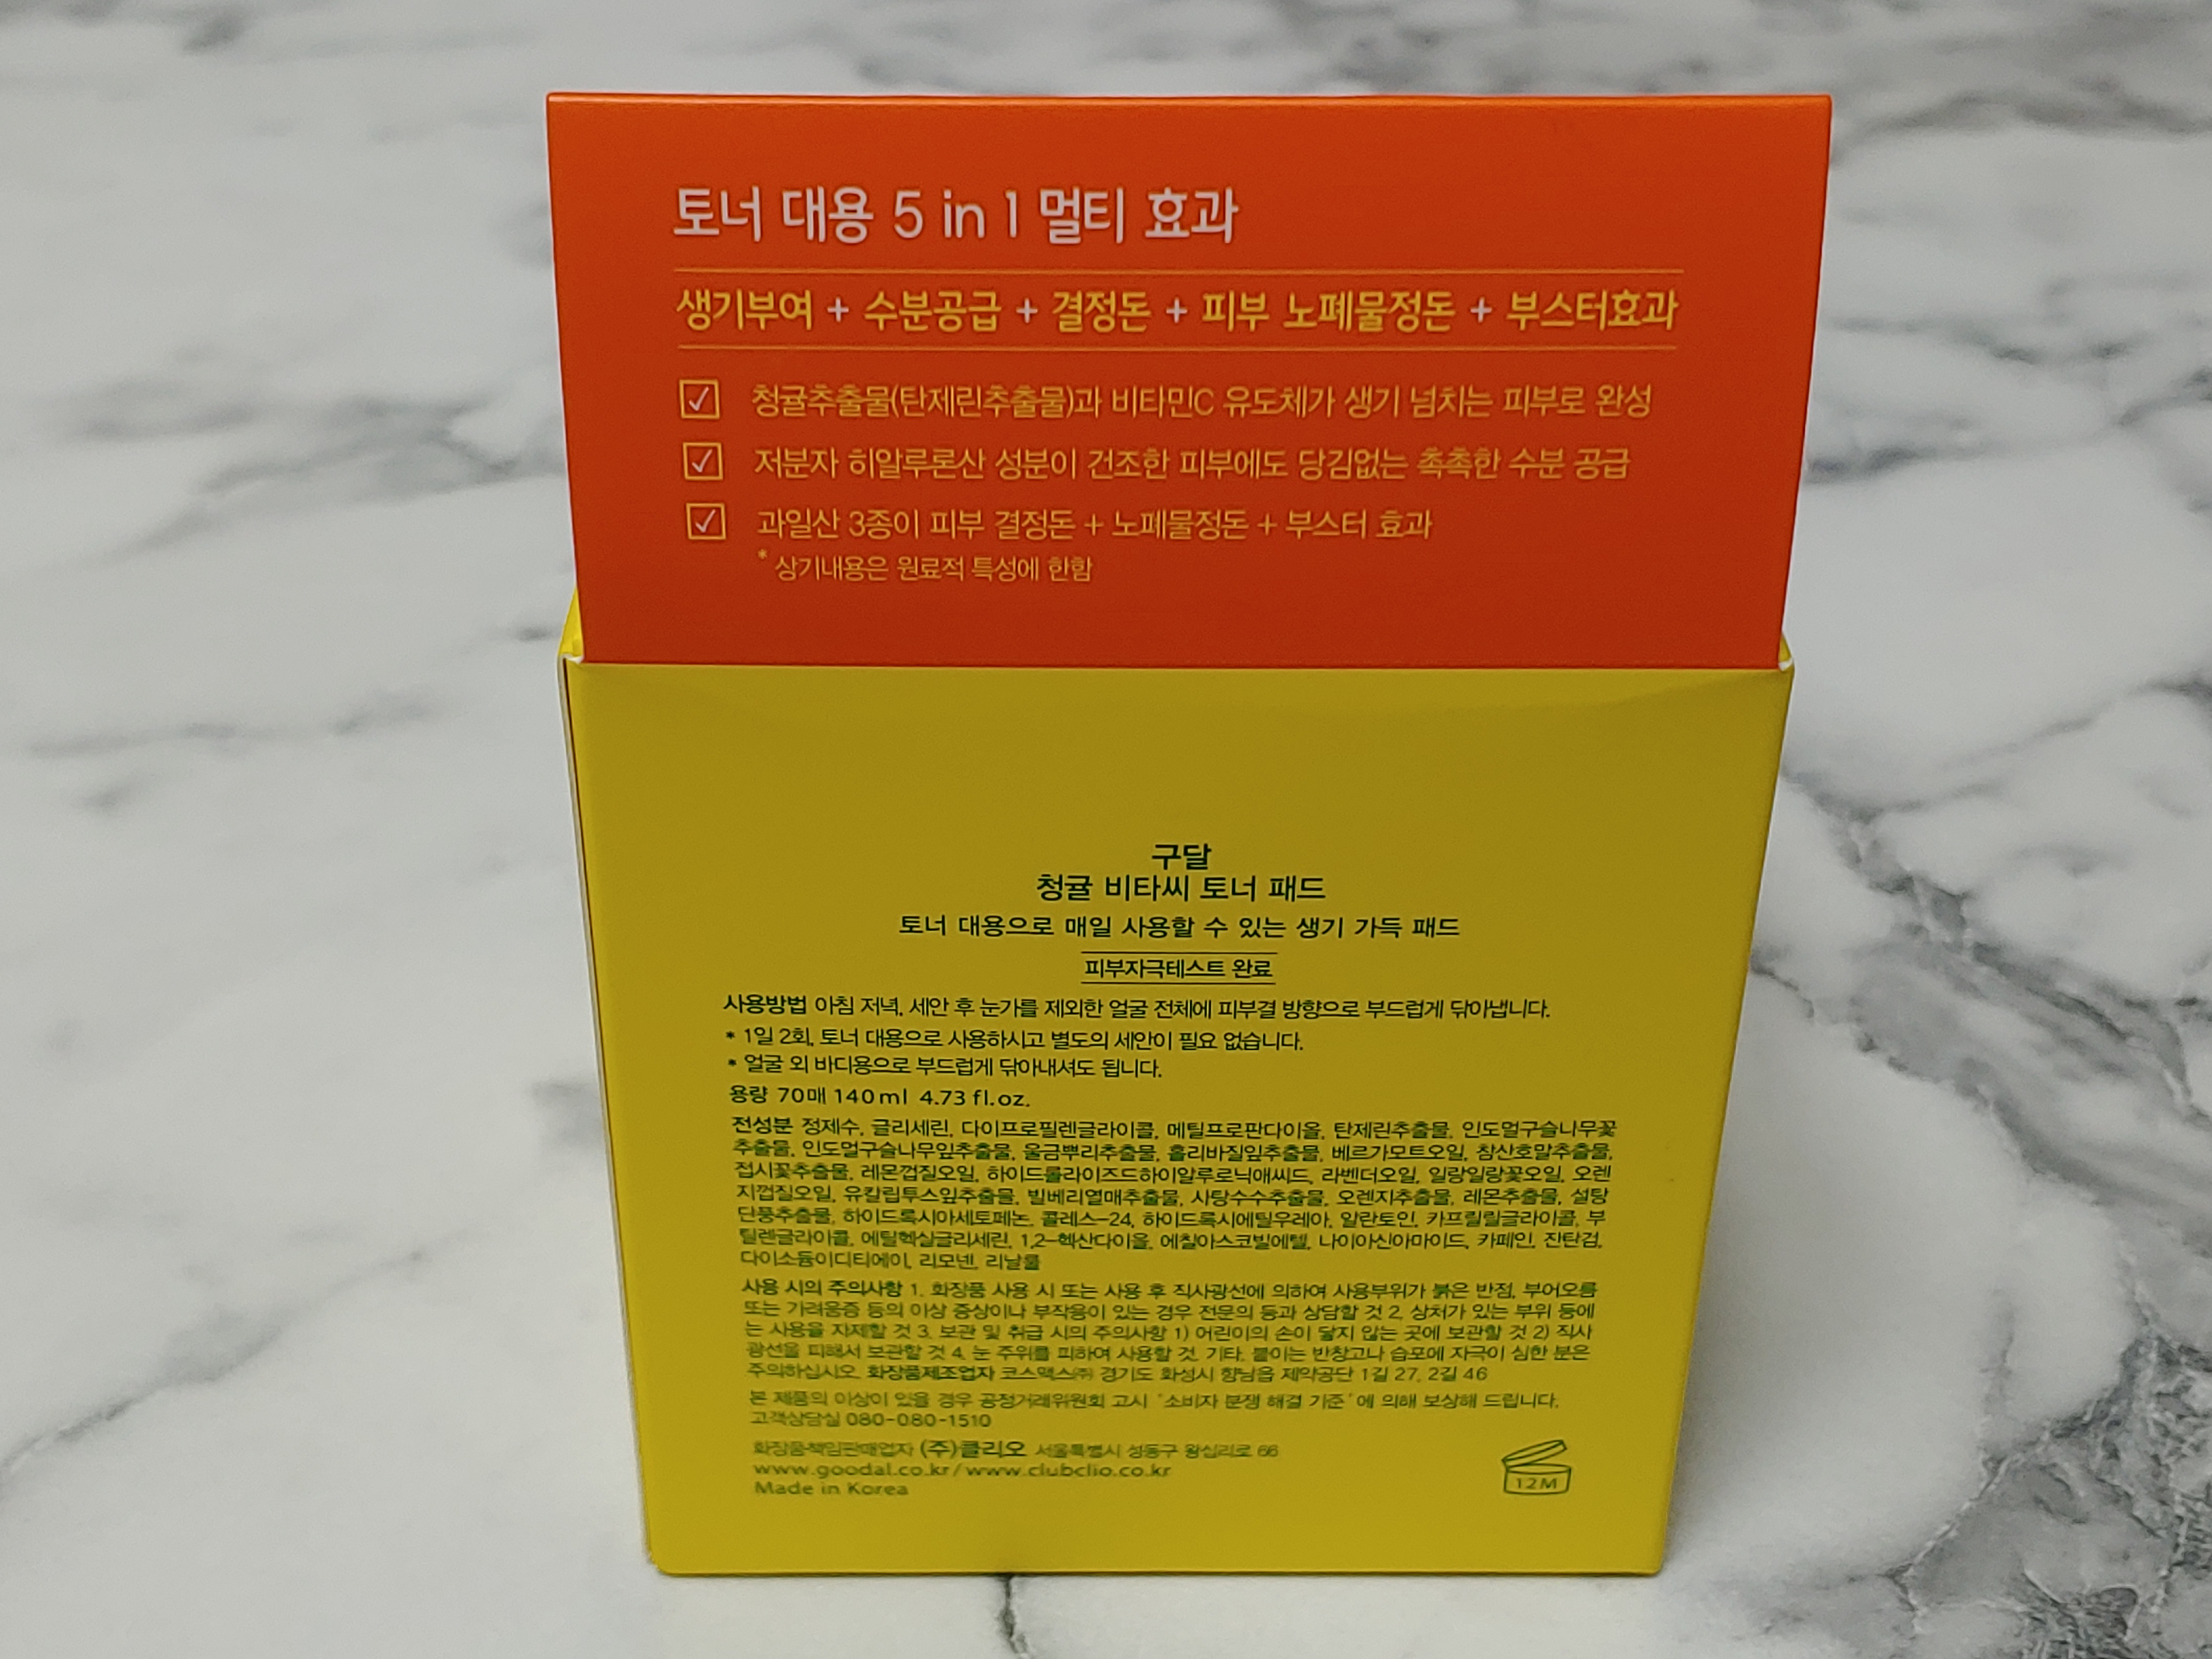 토너 대용 5 in 1 멀티 효과
생기부여 + 수분공급 + 결정돈 + 피부 노폐물정돈 + 부스터효과
청귤추출물(탄제린추출물)과 비타민C 유도체가 생기 넘치는 피부로 완성
저분자 히알루론산 성분이 건조한 피부에도 당김없는 촉촉한 수분 공급
과일산 3종이 피부 결정돈 + 노폐물정돈 + 부스터 효과
* 상기내용은 원료적 특성에 한함
구달
청귤 비타씨 토너 패드
토너 대용으로 매일 사용할 수 있는 생기 가득 패드
피부자극테스트 완료
사용방법 아침 저녁, 세안 후 눈가를 제외한 얼굴 전체에 피부결 방향으로 부드럽게 닦아냅니다.
* 1일 2회, 토너 대용으로 사용하시고 별도의 세안이 필요 없습니다.
* 얼굴 외 바디용으로 부드럽게 닦아내셔도 됩니다.
용량 70매 140ml 4.73 fl.oz.
전성분 정제수, 글리세린, 다이프로필렌글라이콜, 메틸프로판다이올, 탄제린추출물, 인도멀구슬나무꽃
추출물, 인도멀구슬나무잎추출물, 울금뿌리추출물, 홀리바질잎추출물, 베르가모트오일, 참산호말추출물,
접시꽃추출물, 레몬껍질오일, 하이드롤라이즈드하이알루로닉애씨드, 라벤더오일, 일랑일랑꽃오일, 오렌
지껍질오일, 유칼립투스잎추출물, 빌베리열매추출물, 사탕수수추출물, 오렌지추출물, 레몬추출물, 설탕
단풍추출물, 하이드록시아세토페논, 콜레스-24, 하이드록시에틸우레아, 알란토인, 카프릴릴글라이콜, 부
틸렌글라이콜, 에틸헥실글리세린, 1,2-헥산다이올, 에칠아스코빌에텔, 나이아신아마이드, 카페인, 잔탄검,
다이소듐이디티에이, 리모넨, 리날룰
사용 시의 주의사항 1. 화장품 사용 시 또는 사용 후 직사광선에 의하여 사용부위가 붉은 반점, 부어오름
또는 가려움증 등의 이상 증상이나 부작용이 있는 경우 전문의 등과 상담할 것 2. 상처가 있는 부위 등에
는 사용을 자제할 것 3. 보관 및 취급 시의 주의사항 1) 어린이의 손이 닿지 않는 곳에 보관할 것 2) 직사
광선을 피해서 보관할 것 4. 눈 주위를 피하여 사용할 것. 기타, 붙이는 반창고나 습포에 자극이 심한 분은
주의하십시오. 화장품제조업자 코스맥스㈜ 경기도 화성시 향남읍 제약공단 1길 27, 2길 46
본 제품의 이상이 있을 경우 공정거래위원회 고시 '소비자 분쟁 해결 기준'에 의해 보상해 드립니다.
고객상담실 080-080-1510
화장품책임판매업자 (주)클리오 서울특별시 성동구 왕십리로 66
www.goodal.co.kr/www.clubclio.co.kr
Made in Korea
12M